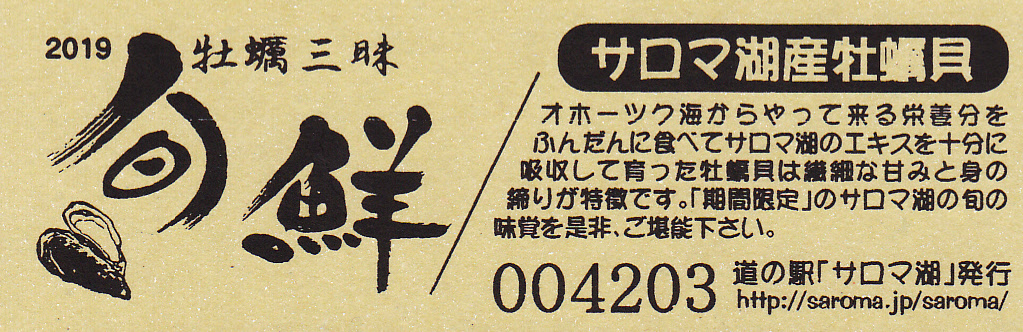 2019
牡蠣三昧
旬鮮
サロマ湖産牡蠣貝
オホーツク海からやって来る栄養分を
ふんだんに食べてサロマ湖のエキスを十分に
吸収して育った牡蠣貝は繊細な甘みと身の
締りが特徴です。「期間限定」のサロマ湖の旬の
味覚を是非、ご堪能下さい。
004203
道の駅「サロマ湖」発行
http://saroma.jp/saroma/